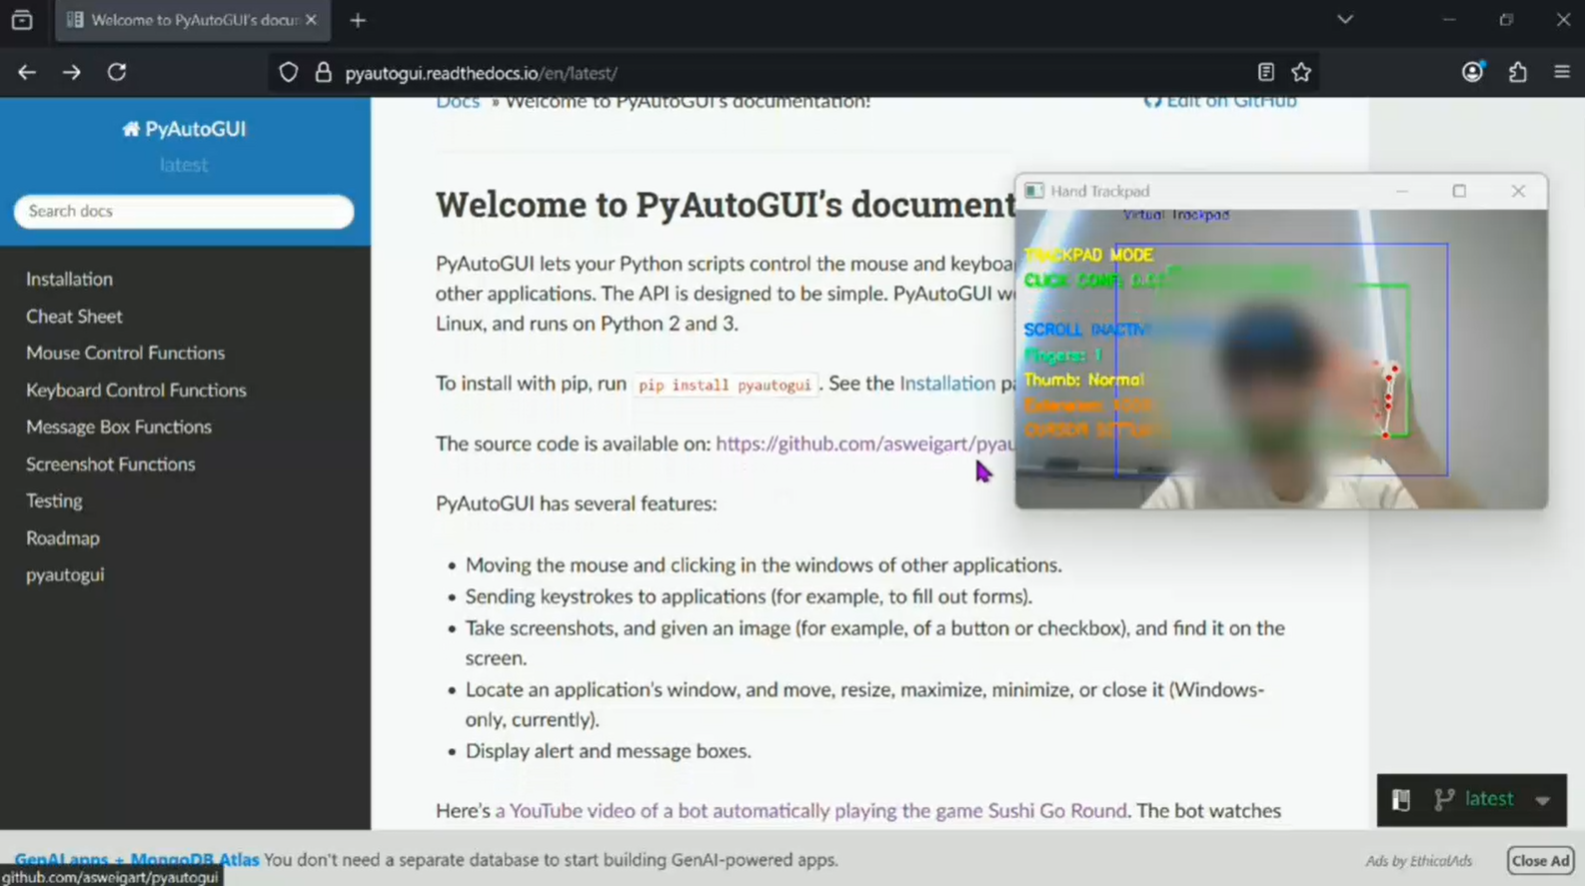 Welcome to PyAutoGUI's docu
pyautogui.readthedocs.io/en/latest/
PyAutoGUI
latest
Search docs
Installation
Cheat Sheet
Mouse Control Functions
Keyboard Control Functions
Message Box Functions
Screenshot Functions
Testing
Roadmap
pyautogui
Docs » Welcome to PyAutoGUI's documentation!
Edit on GitHub
Welcome to PyAutoGUI's document
PyAutoGUI lets your Python scripts control the mouse and keyboa
other applications. The API is designed to be simple. PyAutoGUI w
Linux, and runs on Python 2 and 3.
To install with pip, run pip install pyautogui. See the Installation pa
The source code is available on: https://github.com/asweigart/pyau
PyAutoGUI has several features:
• Moving the mouse and clicking in the windows of other applications.
• Sending keystrokes to applications (for example, to fill out forms).
• Take screenshots, and given an image (for example, of a button or checkbox), and find it on the
screen.
• Locate an application's window, and move, resize, maximize, minimize, or close it (Windows-
only, currently).
• Display alert and message boxes.
Here's a YouTube video of a bot automatically playing the game Sushi Go Round. The bot watches
Hand Trackpad
Virtual Trackpad
TRACKPAD MODE
CLICK CONF:
SCROLL INACTIV
Fingers: 1
Thumb: Normal
CURSOR
latest
GenAI apps + MongoDB Atlas You don't need a separate database to start building GenAI-powered apps.
Ads by EthicalAds
Close Ad
github.com/asweigart/pyautogui